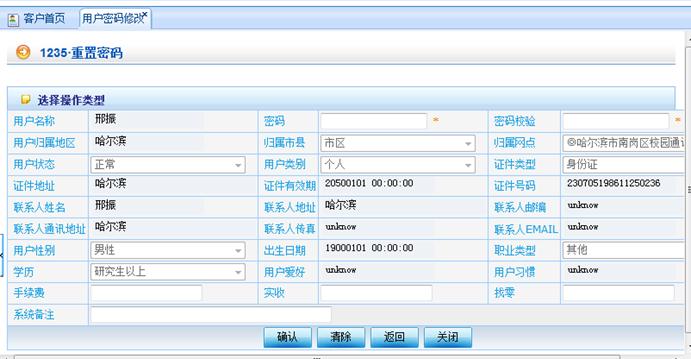 客户首页 用户密码修改
1235·重置密码
选择操作类型
用户名称 邢振 密码 * 密码校验 *
用户归属地区 哈尔滨 归属市县 市区 归属网点 @哈尔滨市南岗区校园通讯
用户状态 正常 用户类别 个人 证件类型 身份证
证件地址 哈尔滨 证件有效期 20500101 00:00:00 证件号码 230705198611250236
联系人姓名 邢振 联系人地址 哈尔滨 联系人邮编 unknow
联系人通讯地址 哈尔滨 联系人传真 unknow 联系人EMAIL unknow
用户性别 男性 出生日期 19000101 00:00:00 职业类型 其他
学历 研究生以上 用户爱好 unknow 用户习惯 unknow
手续费 实收 找零
系统备注
确认 清除 返回 关闭